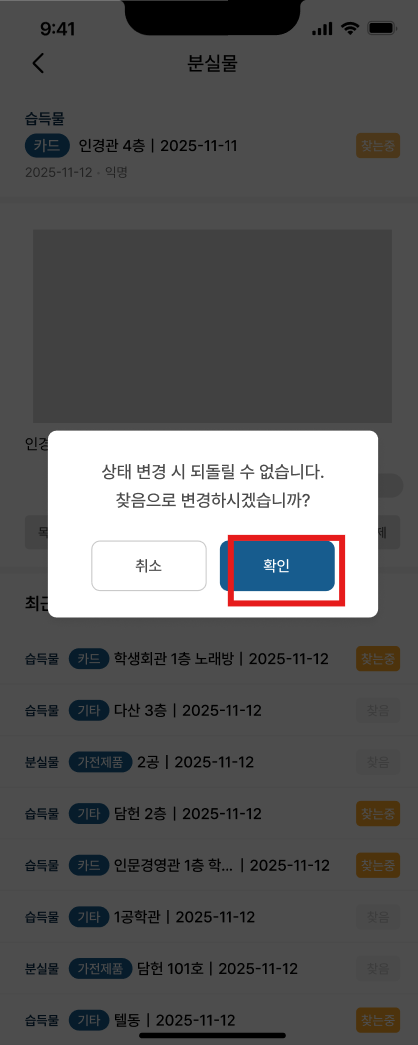 9:41
분실물
습득물
카드 인경관 4층 | 2025-11-11 찾는중
2025-11-12 · 익명
인경
상태 변경 시 되돌릴 수 없습니다.
찾음으로 변경하시겠습니까?
취소 확인
목 제
최근
습득물 카드 학생회관 1층 노래방 | 2025-11-12 찾는중
습득물 기타 다산 3층 | 2025-11-12 찾음
분실물 가전제품 2공 | 2025-11-12 찾음
습득물 기타 담헌 2층 | 2025-11-12 찾는중
습득물 카드 인문경영관 1층 학... | 2025-11-12 찾는중
습득물 기타 1공학관 | 2025-11-12 찾음
분실물 가전제품 담헌 101호 | 2025-11-12 찾음
습득물 기타 텔동 | 2025-11-12 찾는중